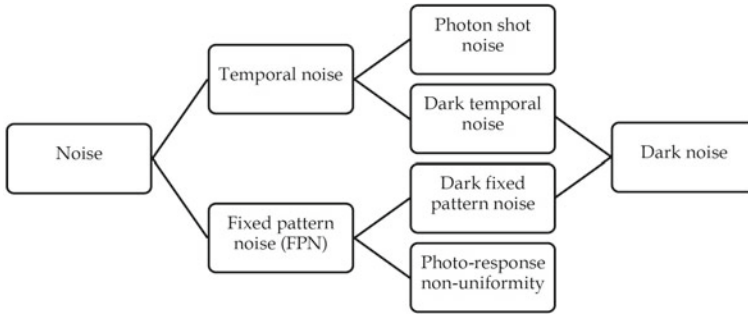 Noise
Temporal noise
Fixed pattern
noise (FPN)
Photon shot
noise
Dark temporal
noise
Dark fixed
pattern noise
Photo-response
non-uniformity
Dark noise